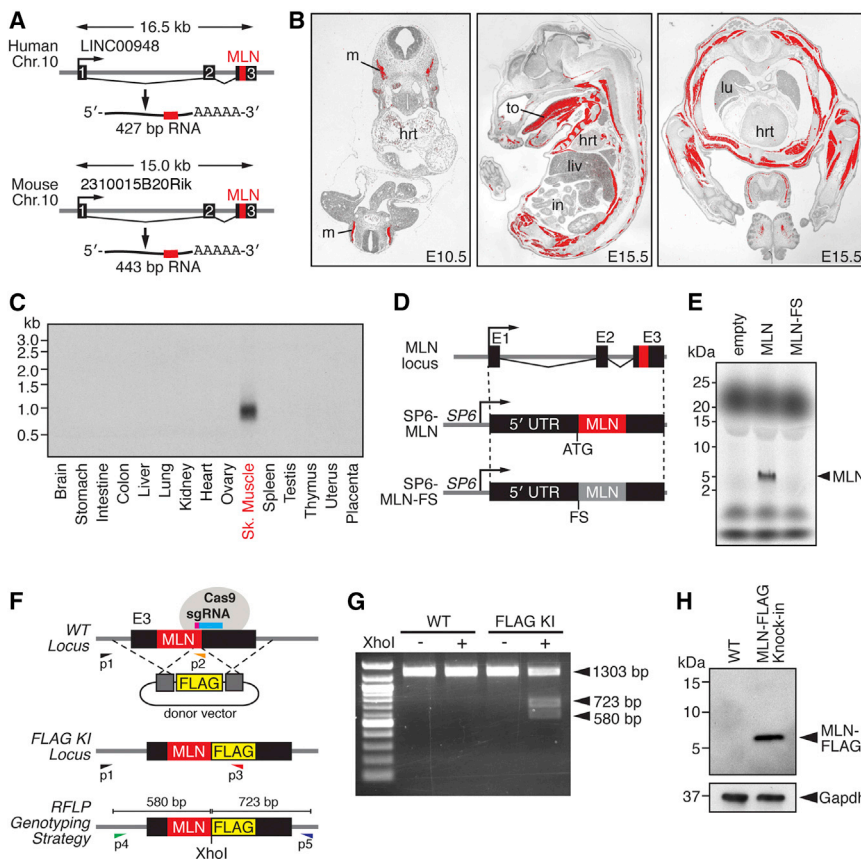 A
16.5 kb
Human
Chr.10
LINC00948
MLN
1
2
3
5′-
AAAAA-3′
427 bp RNA
15.0 kb
Mouse
Chr.10
2310015B20Rik
MLN
1
2
3
5′-
AAAAA-3′
443 bp RNA
B
m
hrt
m
E10.5
to
hrt
liv
in
E15.5
lu
hrt
E15.5
C
kb
3.0
2.5
1.5
1.0
0.5
Brain
Stomach
Intestine
Colon
Liver
Lung
Kidney
Heart
Ovary
Sk. Muscle
Spleen
Testis
Thymus
Uterus
Placenta
D
MLN
locus
E1
E2
E3
SP6-
MLN
SP6
5′ UTR
MLN
ATG
SP6-
MLN-FS
SP6
5′ UTR
MLN
FS
E
empty
MLN
MLN-FS
kDa
25
20
15
10
5
2
MLN
F
Cas9
sgRNA
WT
Locus
E3
MLN
p1
p2
FLAG
donor vector
FLAG KI
Locus
MLN
FLAG
p1
p3
RFLP
Genotyping
Strategy
580 bp
723 bp
MLN
FLAG
p4
XhoI
p5
G
WT
FLAG KI
XhoI
-
+
-
+
1303 bp
723 bp
580 bp
H
WT
MLN-FLAG
Knock-in
kDa
15
10
5
MLN-
FLAG
37
Gapdh